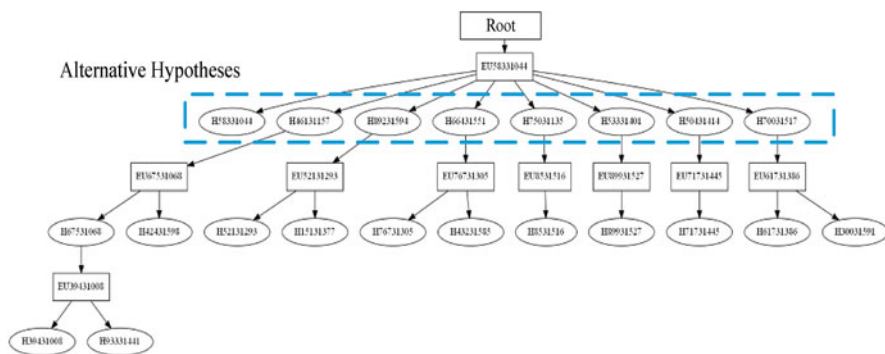 Root
EU58331044
Alternative Hypotheses
H58331044 H46131157 H89231594 H66431551 H75031135 H53331401 H50431414 H70031517
EU67531068 EU52131293 EU76731305 EU8531516 EU89931527 EU71731445 EU61731386
H67531068 H42431598 H52131293 H15131377 H76731305 H43231585 H8531516 H89931527 H71731445 H61731386 H30031591
EU39431008
H39431008 H93331441